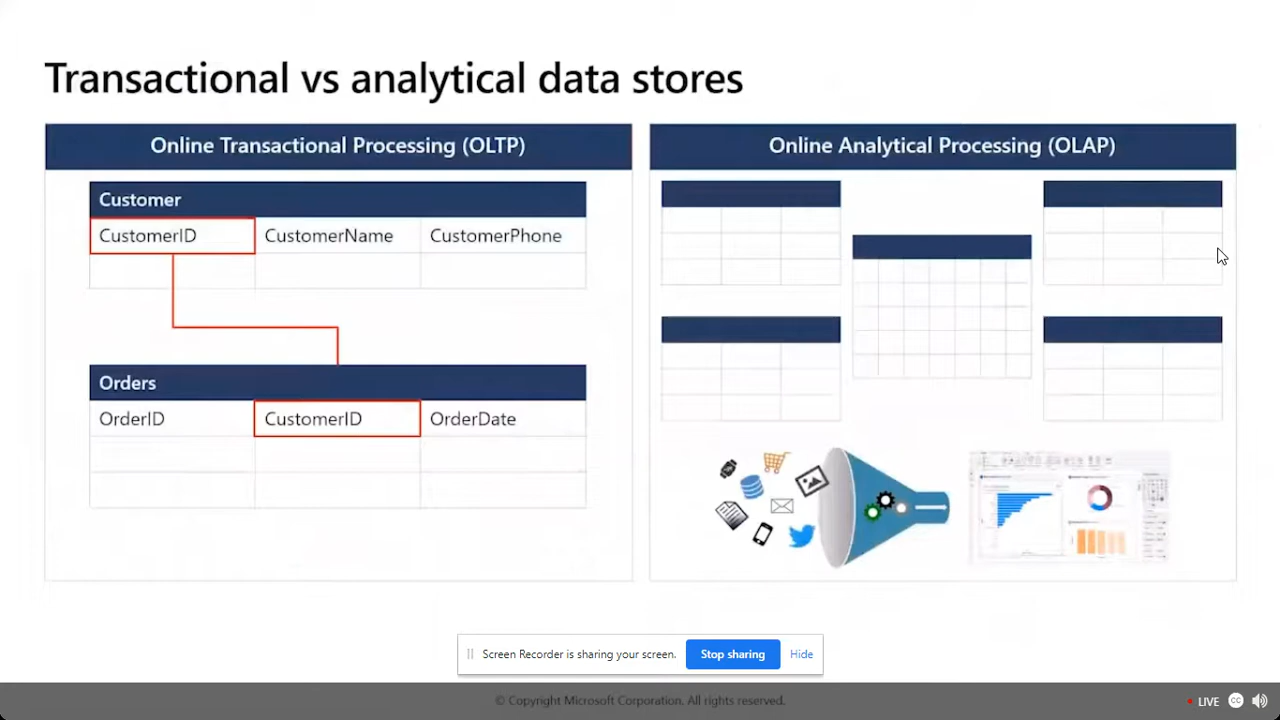 Transactional vs analytical data stores
Online Transactional Processing (OLTP)
Customer
CustomerID CustomerName CustomerPhone
Orders
OrderID CustomerID OrderDate
Online Analytical Processing (OLAP)
Screen Recorder is sharing your screen. Stop sharing Hide
© Copyright Microsoft Corporation. All rights reserved.
LIVE CC